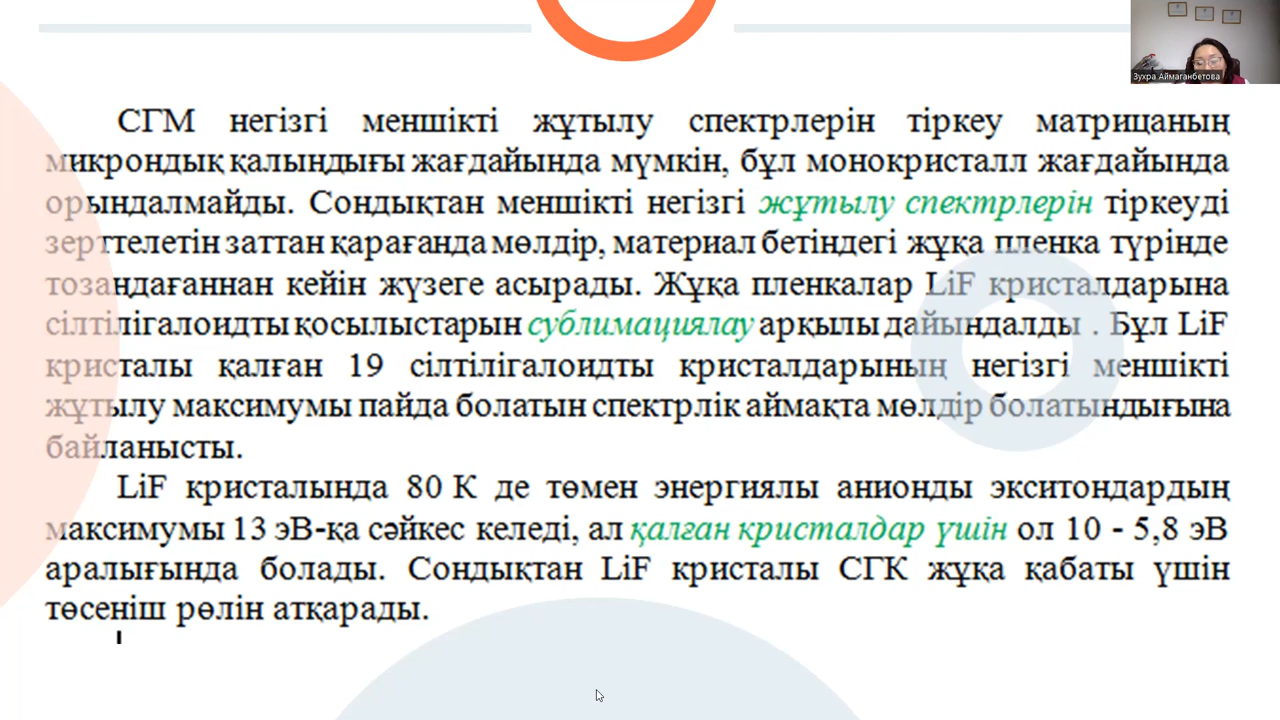 Зухра Аймаганбетова
СГМ негізгі меншікті жұтылу спектрлерін тіркеу матрицаның
микрондық қалыңдығы жағдайында мүмкін, бұл монокристалл жағдайында
орындалмайды. Сондықтан меншікті негізгі жұтылу спектрлерін тіркеуді
зерттелетін заттан қарағанда мөлдір, материал бетіндегі жұқа пленка түрінде
тозаңдағаннан кейін жүзеге асырады. Жұқа пленкалар LiF кристалдарына
сілтілігалоидты қосылыстарын сублимациялау арқылы дайындалды . Бұл LiF
кристалы қалған 19 сілтілігалоидты кристалдарының негізгі меншікті
жұтылу максимумы пайда болатын спектрлік аймақта мөлдір болатындығына
байланысты.
LiF кристалында 80 К де төмен энергиялы анионды экситондардың
максимумы 13 эВ-қа сәйкес келеді, ал қалған кристалдар үшін ол 10 - 5,8 эВ
аралығында болады. Сондықтан LiF кристалы СГК жұқа қабаты үшін
төсеніш рөлін атқарады.